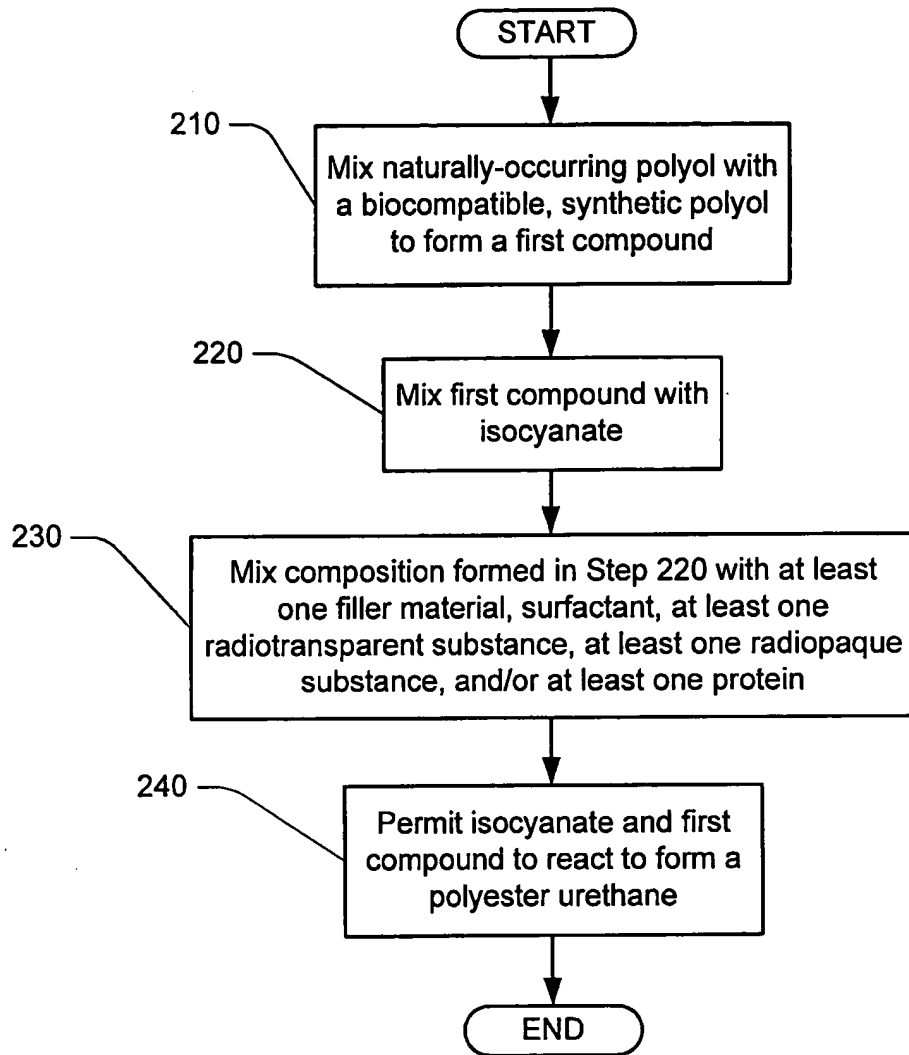 START
210
Mix naturally-occurring polyol with
a biocompatible, synthetic polyol
to form a first compound
220
Mix first compound with
isocyanate
230
Mix composition formed in Step 220 with at least
one filler material, surfactant, at least one
radiotransparent substance, at least one radiopaque
substance, and/or at least one protein
240
Permit isocyanate and first
compound to react to form a
polyester urethane
END